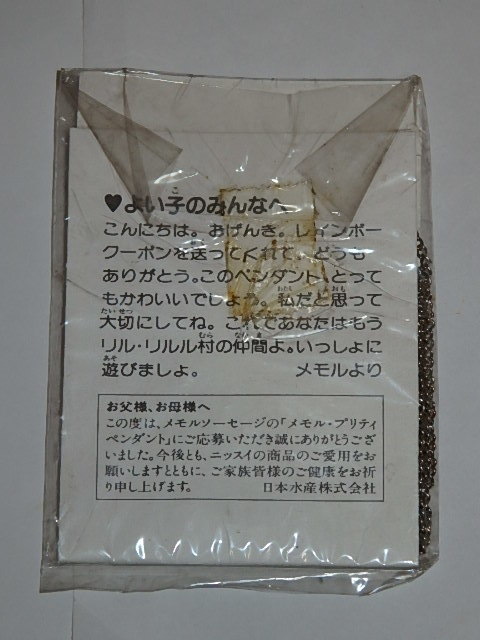 ♥よい子のみんなへ
こんにちは。おげんき。レインボー
クーポンを送ってくれて、どうも
ありがとう。このペンダント、とって
もかわいいでしょう。私だと思って
大切にしてね。これであなたはもう
リル・リルル村の仲間よ。いっしょに
遊びましょ。 メモルより
お父様、お母様へ
この度は、メモルソーセージの「メモル・プリティ
ペンダント」にご応募いただき誠にありがとうござ
いました。今後とも、ニッスイの商品のご愛用をお
願いしますとともに、ご家族皆様のご健康をお祈
り申し上げます。 日本水産株式会社